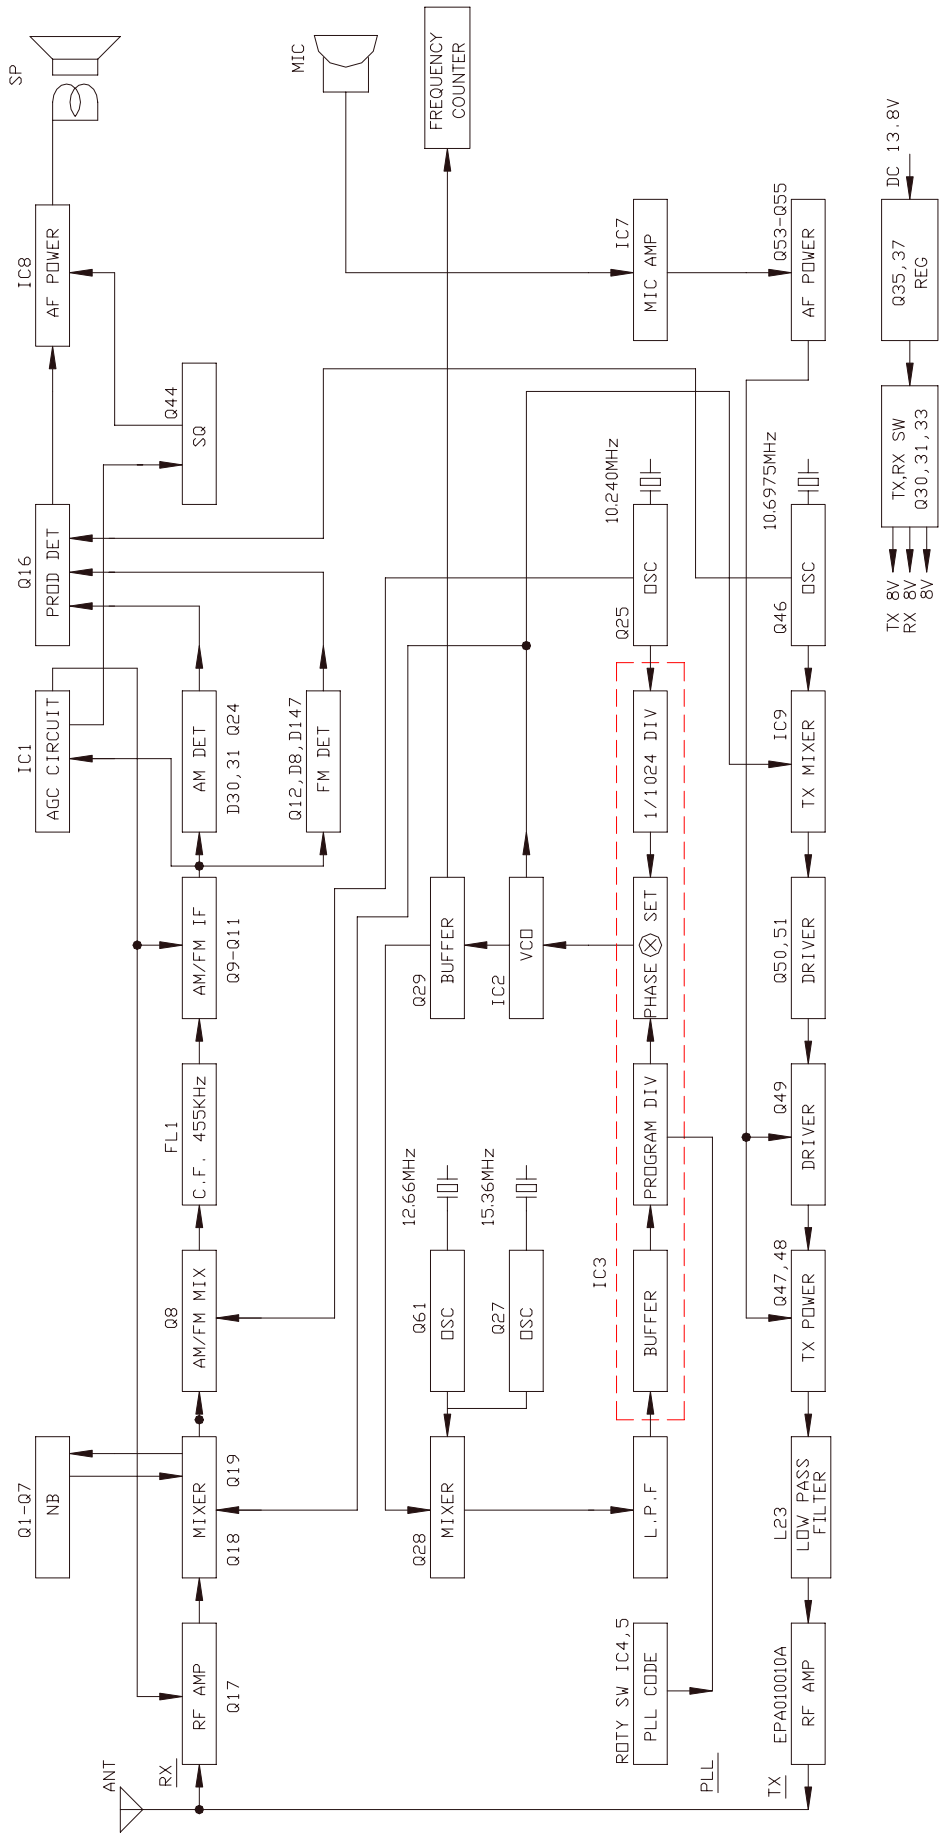 ANT
RX
RF AMP
Q17
Q1-Q7
NB
MIXER
Q18
Q19
Q8
AM/FM MIX
FL1
C.F. 455KHz
AM/FM IF
Q9-Q11
IC1
AGC CIRCUIT
AM DET
D30,31 Q24
Q12,D8,D147
FM DET
Q16
PROD DET
Q44
SQ
IC8
AF POWER
SP
MIC
FREQUENCY
COUNTER
Q28
MIXER
Q61
OSC
12.66MHz
Q27
OSC
15.36MHz
Q29
BUFFER
IC2
VCO
ROTY SW IC4,5
PLL CODE
PLL
L.P.F
IC3
BUFFER
PROGRAM DIV
PHASE
SET
1/1024 DIV
Q25
OSC
10.240MHz
IC7
MIC AMP
TX
EPA010010A
RF AMP
L23
LOW PASS
FILTER
Q47,48
TX POWER
Q49
DRIVER
Q50,51
DRIVER
IC9
TX MIXER
Q46
OSC
10.6975MHz
Q53-Q55
AF POWER
TX 8V
RX 8V
8V
TX,RX SW
Q30,31,33
Q35,37
REG
DC 13.8V